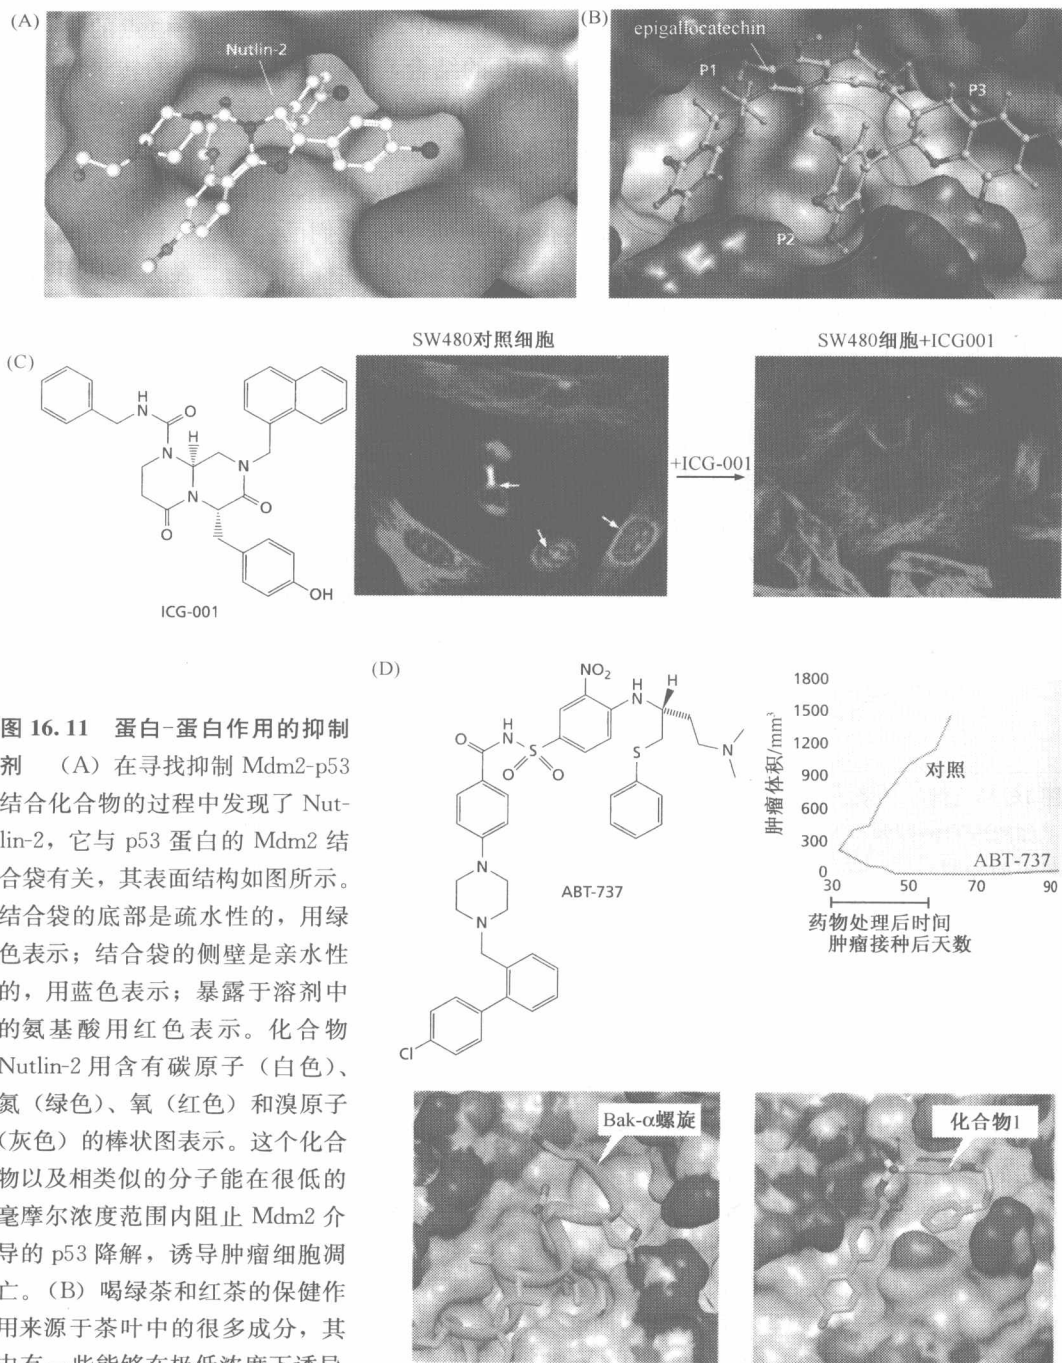 (A)
Nutlin-2
(B)
epigallocatechin
P1
P3
P2
(C)
SW480对照细胞
SW480细胞+ICG001
+ICG-001
H
N
O
H
N
N
N
O
O
OH
ICG-001
(D)
NO₂
H
N
H
O
H
N
S
O
O
S
N
N
N
Cl
ABT-737
肿瘤体积/mm³
1800
1500
1200
900
600
300
0
对照
ABT-737
30
50
70
90
药物处理后时间
肿瘤接种后天数
Bak-α螺旋
化合物1
图 16.11 蛋白-蛋白作用的抑制
剂 (A) 在寻找抑制 Mdm2-p53
结合化合物的过程中发现了 Nut-
lin-2，它与 p53 蛋白的 Mdm2 结
合袋有关，其表面结构如图所示。
结合袋的底部是疏水性的，用绿
色表示；结合袋的侧壁是亲水性
的，用蓝色表示；暴露于溶剂中
的氨基酸用红色表示。化合物
Nutlin-2 用含有碳原子（白色）、
氮（绿色）、氧（红色）和溴原子
（灰色）的棒状图表示。这个化合
物以及相类似的分子能在很低的
毫摩尔浓度范围内阻止 Mdm2 介
导的 p53 降解，诱导肿瘤细胞凋
亡。(B) 喝绿茶和红茶的保健作
用来源于茶叶中的很多成分，其
中有一些能够在极低浓度下诱导